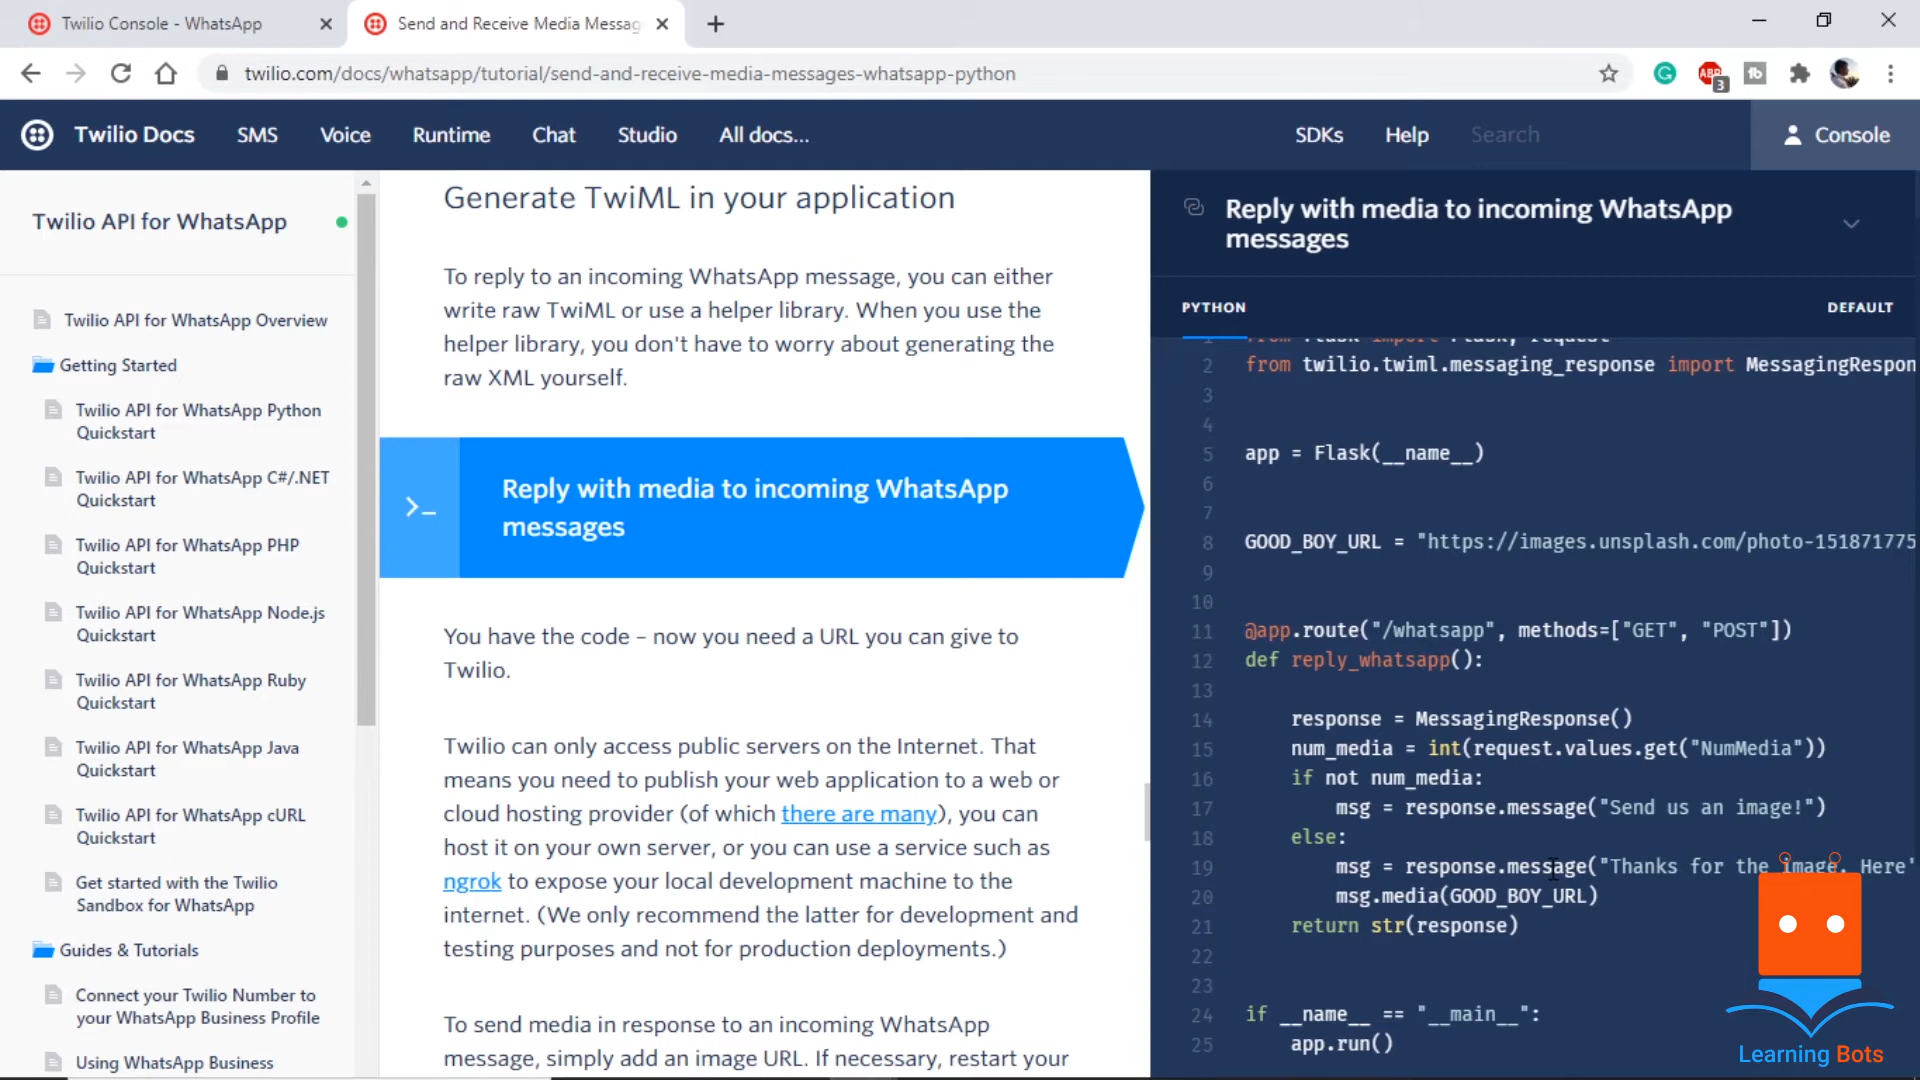 Twilio Console - WhatsApp
Send and Receive Media Messag
twilio.com/docs/whatsapp/tutorial/send-and-receive-media-messages-whatsapp-python
ABP
3
Twilio Docs
SMS
Voice
Runtime
Chat
Studio
All docs...
SDKs
Help
Search
Console
Twilio API for WhatsApp
Twilio API for WhatsApp Overview
Getting Started
Twilio API for WhatsApp Python
Quickstart
Twilio API for WhatsApp C#/.NET
Quickstart
Twilio API for WhatsApp PHP
Quickstart
Twilio API for WhatsApp Node.js
Quickstart
Twilio API for WhatsApp Ruby
Quickstart
Twilio API for WhatsApp Java
Quickstart
Twilio API for WhatsApp cURL
Quickstart
Get started with the Twilio
Sandbox for WhatsApp
Guides & Tutorials
Connect your Twilio Number to
your WhatsApp Business Profile
Using WhatsApp Business
Generate TwiML in your application
To reply to an incoming WhatsApp message, you can either
write raw TwiML or use a helper library. When you use the
helper library, you don't have to worry about generating the
raw XML yourself.
>_
Reply with media to incoming WhatsApp
messages
You have the code – now you need a URL you can give to
Twilio.
Twilio can only access public servers on the Internet. That
means you need to publish your web application to a web or
cloud hosting provider (of which there are many), you can
host it on your own server, or you can use a service such as
ngrok to expose your local development machine to the
internet. (We only recommend the latter for development and
testing purposes and not for production deployments.)
To send media in response to an incoming WhatsApp
message, simply add an image URL. If necessary, restart your
Reply with media to incoming WhatsApp
messages
PYTHON
DEFAULT
1 from flask import Flask, request
2 from twilio.twiml.messaging_response import MessagingRespon
3
4
5 app = Flask(__name__)
6
7
8 GOOD_BOY_URL = "https://images.unsplash.com/photo-151871775
9
10
11 @app.route("/whatsapp", methods=["GET", "POST"])
12 def reply_whatsapp():
13
14 response = MessagingResponse()
15 num_media = int(request.values.get("NumMedia"))
16 if not num_media:
17 msg = response.message("Send us an image!")
18 else:
19 msg = response.message("Thanks for the image. Here'
20 msg.media(GOOD_BOY_URL)
21 return str(response)
22
23
24 if __name__ == "__main__":
25 app.run()
Learning Bots